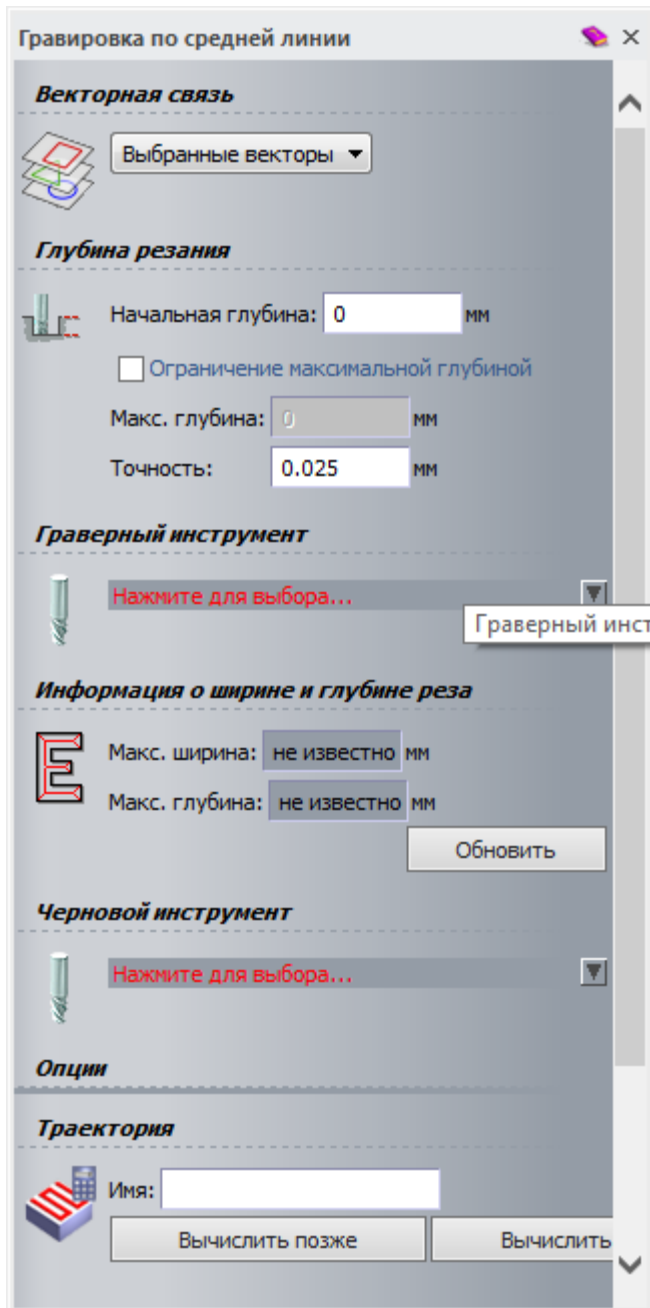 Гравировка по средней линии
Векторная связь
Выбранные векторы
Глубина резания
Начальная глубина: 0 мм
Ограничение максимальной глубиной
Макс. глубина: 0 мм
Точность: 0.025 мм
Граверный инструмент
Нажмите для выбора...
Граверный инст
Информация о ширине и глубине реза
Макс. ширина: не известно мм
Макс. глубина: не известно мм
Обновить
Черновой инструмент
Нажмите для выбора...
Опции
Траектория
Имя:
Вычислить позже Вычислить